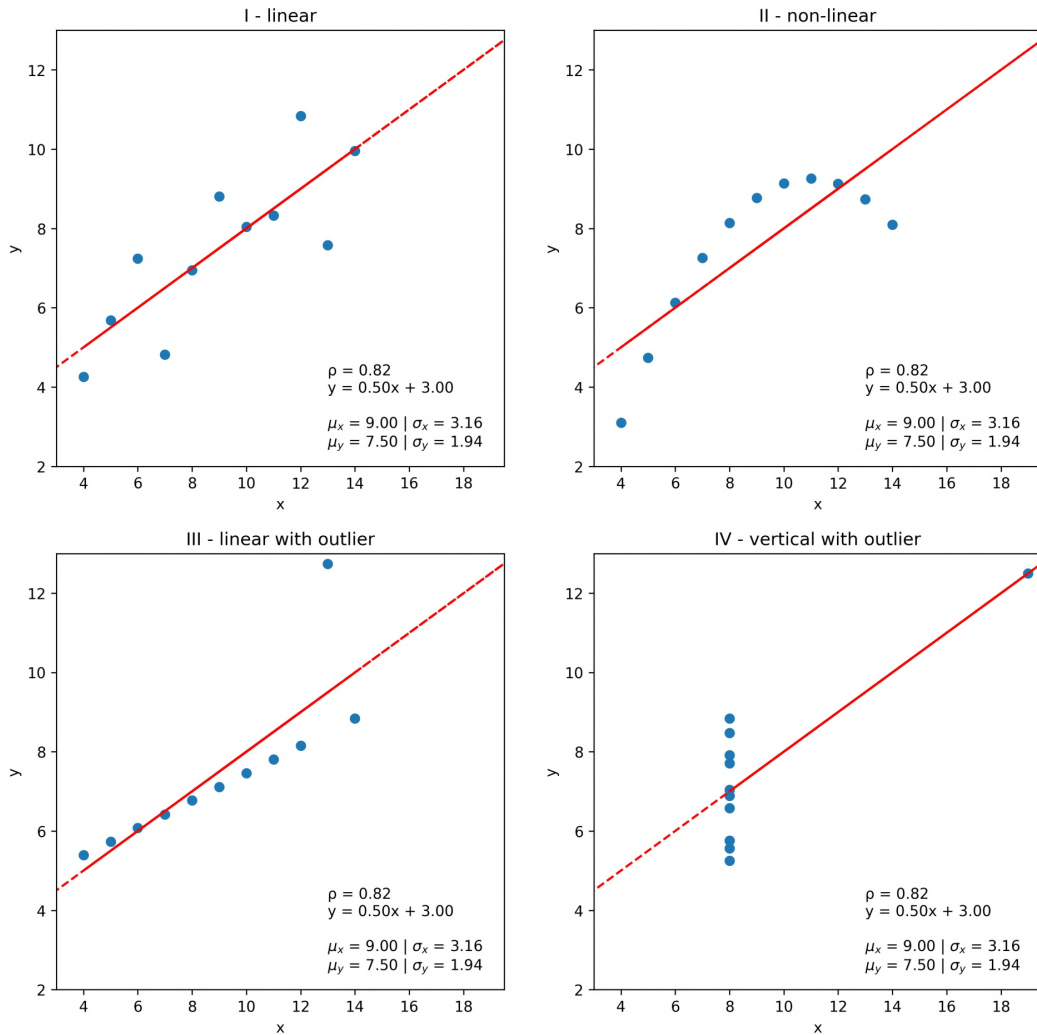 I - linear
12
10
8
6
4
2
y
ρ = 0.82
y = 0.50x + 3.00
μx = 9.00 | σx = 3.16
μy = 7.50 | σy = 1.94
4 6 8 10 12 14 16 18
x
II - non-linear
12
10
8
6
4
2
y
ρ = 0.82
y = 0.50x + 3.00
μx = 9.00 | σx = 3.16
μy = 7.50 | σy = 1.94
4 6 8 10 12 14 16 18
x
III - linear with outlier
12
10
8
6
4
2
y
ρ = 0.82
y = 0.50x + 3.00
μx = 9.00 | σx = 3.16
μy = 7.50 | σy = 1.94
4 6 8 10 12 14 16 18
x
IV - vertical with outlier
12
10
8
6
4
2
y
ρ = 0.82
y = 0.50x + 3.00
μx = 9.00 | σx = 3.16
μy = 7.50 | σy = 1.94
4 6 8 10 12 14 16 18
x